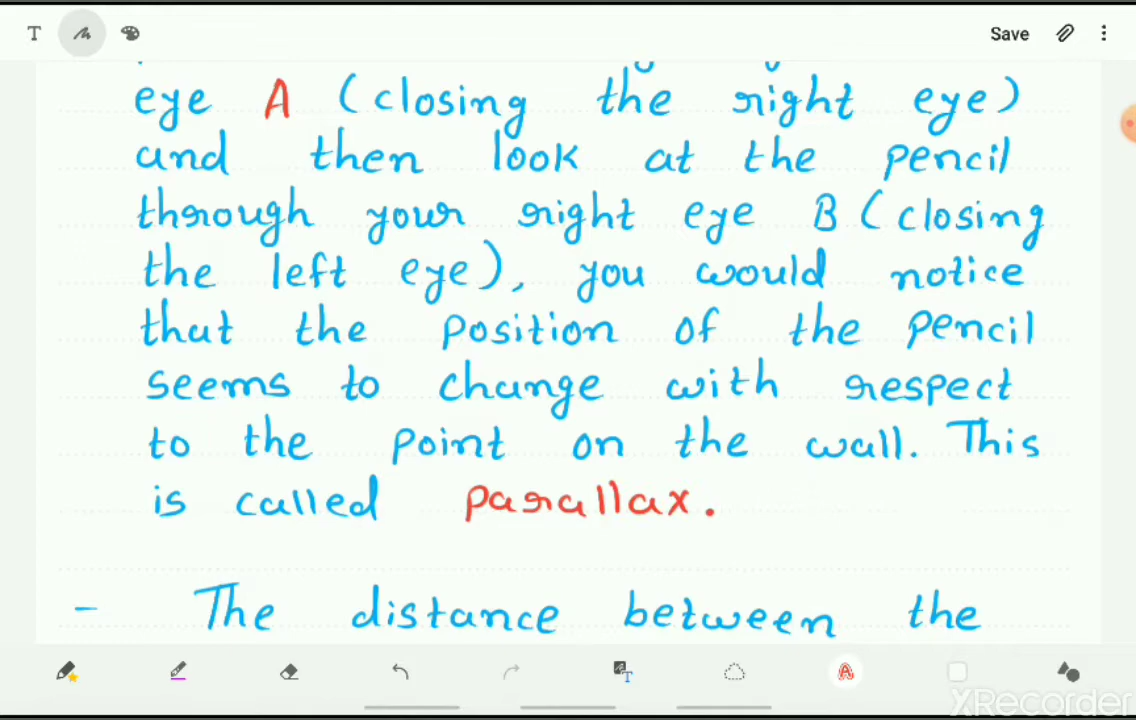 T
Save
eye A (closing the right eye)
and then look at the pencil
through your right eye B (closing
the left eye), you would notice
that the position of the pencil
seems to change with respect
to the point on the wall. This
is called parallax.
- The distance between the
T
A
XRecorder